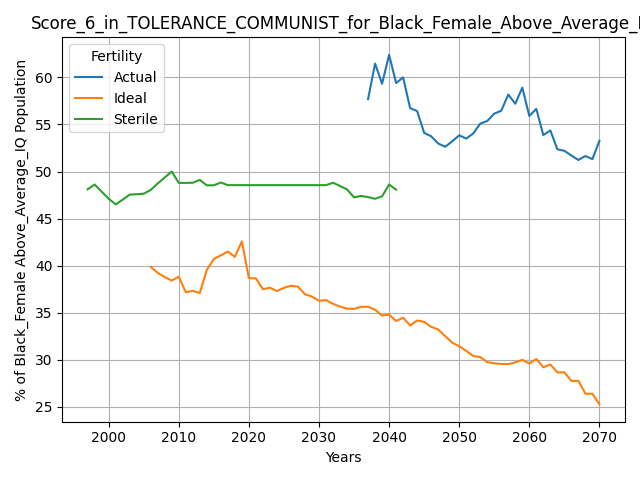 Score_6_in_TOLERANCE_COMMUNIST_for_Black_Female_Above_Average_
Fertility
Actual
Ideal
Sterile
% of Black_Female Above_Average_IQ Population
60
55
50
45
40
35
30
25
2000
2010
2020
2030
2040
2050
2060
2070
Years